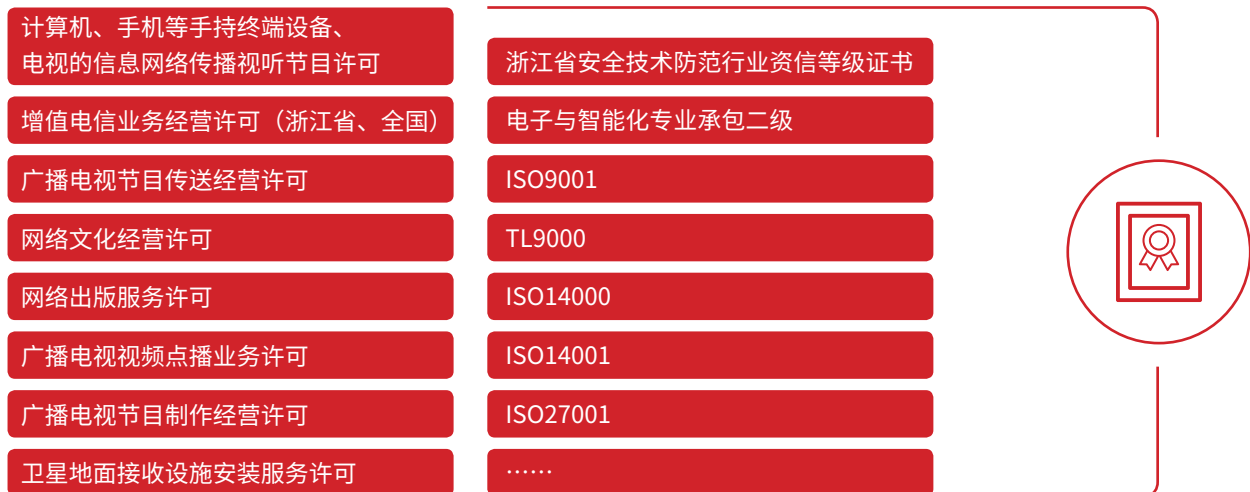 计算机、手机等手持终端设备、
电视的信息网络传播视听节目许可
增值电信业务经营许可（浙江省、全国）
广播电视节目传送经营许可
网络文化经营许可
网络出版服务许可
广播电视视频点播业务许可
广播电视节目制作经营许可
卫星地面接收设施安装服务许可
浙江省安全技术防范行业资信等级证书
电子与智能化专业承包二级
ISO9001
TL9000
ISO14000
ISO14001
ISO27001
……